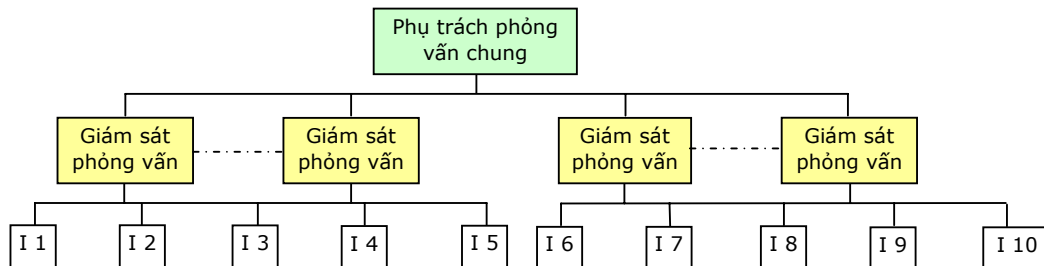 Phụ trách phỏng
vấn chung
Giám sát
phỏng vấn
Giám sát
phỏng vấn
Giám sát
phỏng vấn
Giám sát
phỏng vấn
I 1
I 2
I 3
I 4
I 5
I 6
I 7
I 8
I 9
I 10